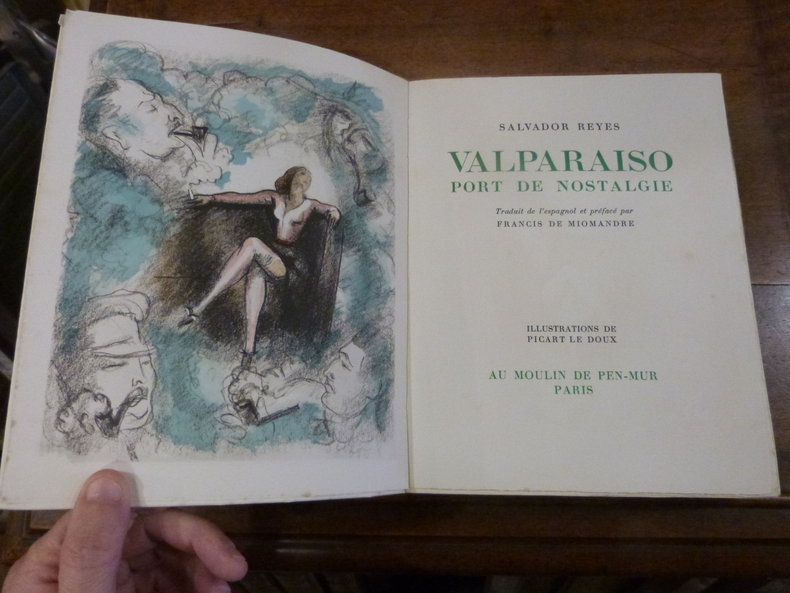 SALVADOR REYES
VALPARAISO
PORT DE NOSTALGIE
Traduit de l'espagnol et préfacé par
FRANCIS DE MIOMANDRE
ILLUSTRATIONS DE
PICART LE DOUX
AU MOULIN DE PEN-MUR
PARIS